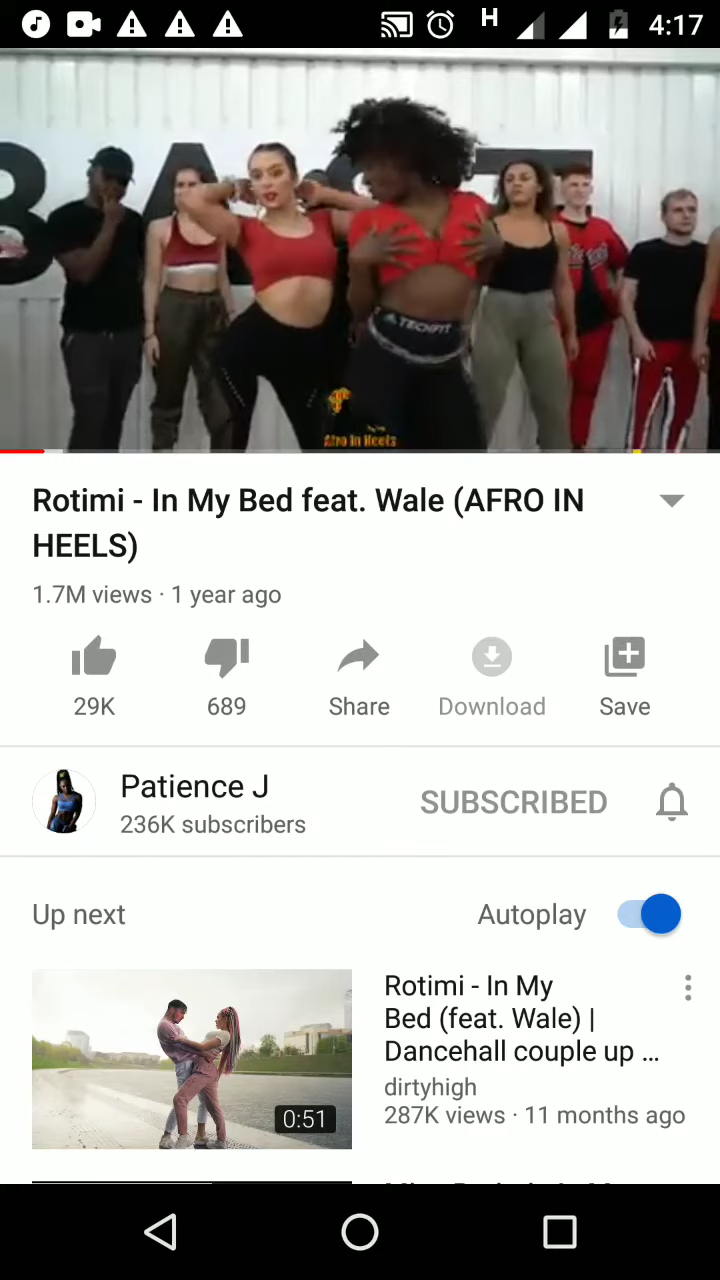 H 4:17
BAST
TECHFIT
Afro In Heels
Rotimi - In My Bed feat. Wale (AFRO IN
HEELS)
1.7M views · 1 year ago
29K 689 Share Download Save
Patience J
236K subscribers
SUBSCRIBED
Up next
Autoplay
0:51
Rotimi - In My
Bed (feat. Wale) |
Dancehall couple up ...
dirtyhigh
287K views · 11 months ago